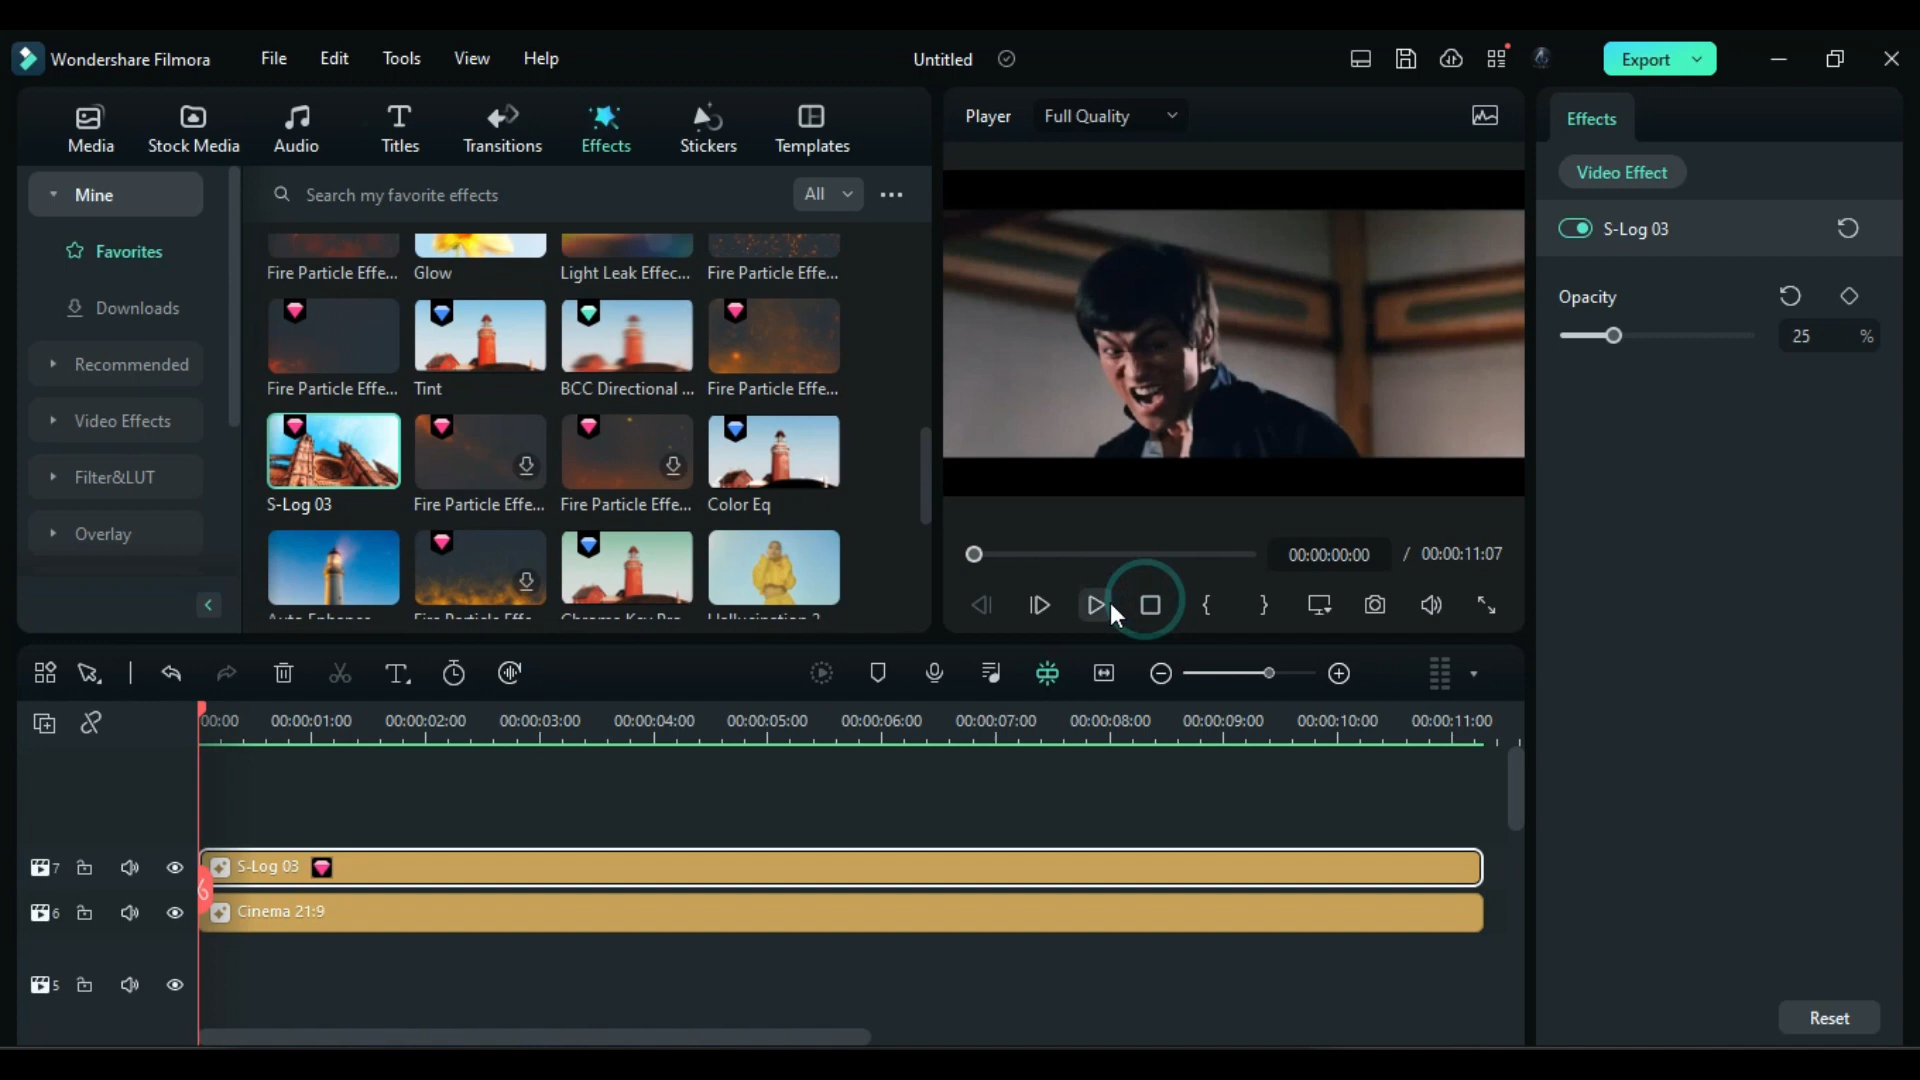 Wondershare Filmora File Edit Tools View Help Untitled Export
Media Stock Media Audio Titles Transitions Effects Stickers Templates
Player Full Quality
Effects
Video Effect
S-Log 03
Opacity
25 %
Reset
Mine
Favorites
Downloads
Recommended
Video Effects
Filter&LUT
Overlay
Search my favorite effects All
Fire Particle Effe... Glow Light Leak Effec... Fire Particle Effe...
Fire Particle Effe... Tint BCC Directional ... Fire Particle Effe...
S-Log 03 Fire Particle Effe... Fire Particle Effe... Color Eq
00:00:00:00 / 00:00:11:07
00:00 00:00:01:00 00:00:02:00 00:00:03:00 00:00:04:00 00:00:05:00 00:00:06:00 00:00:07:00 00:00:08:00 00:00:09:00 00:00:10:00 00:00:11:00
7 S-Log 03
6 Cinema 21:9
5